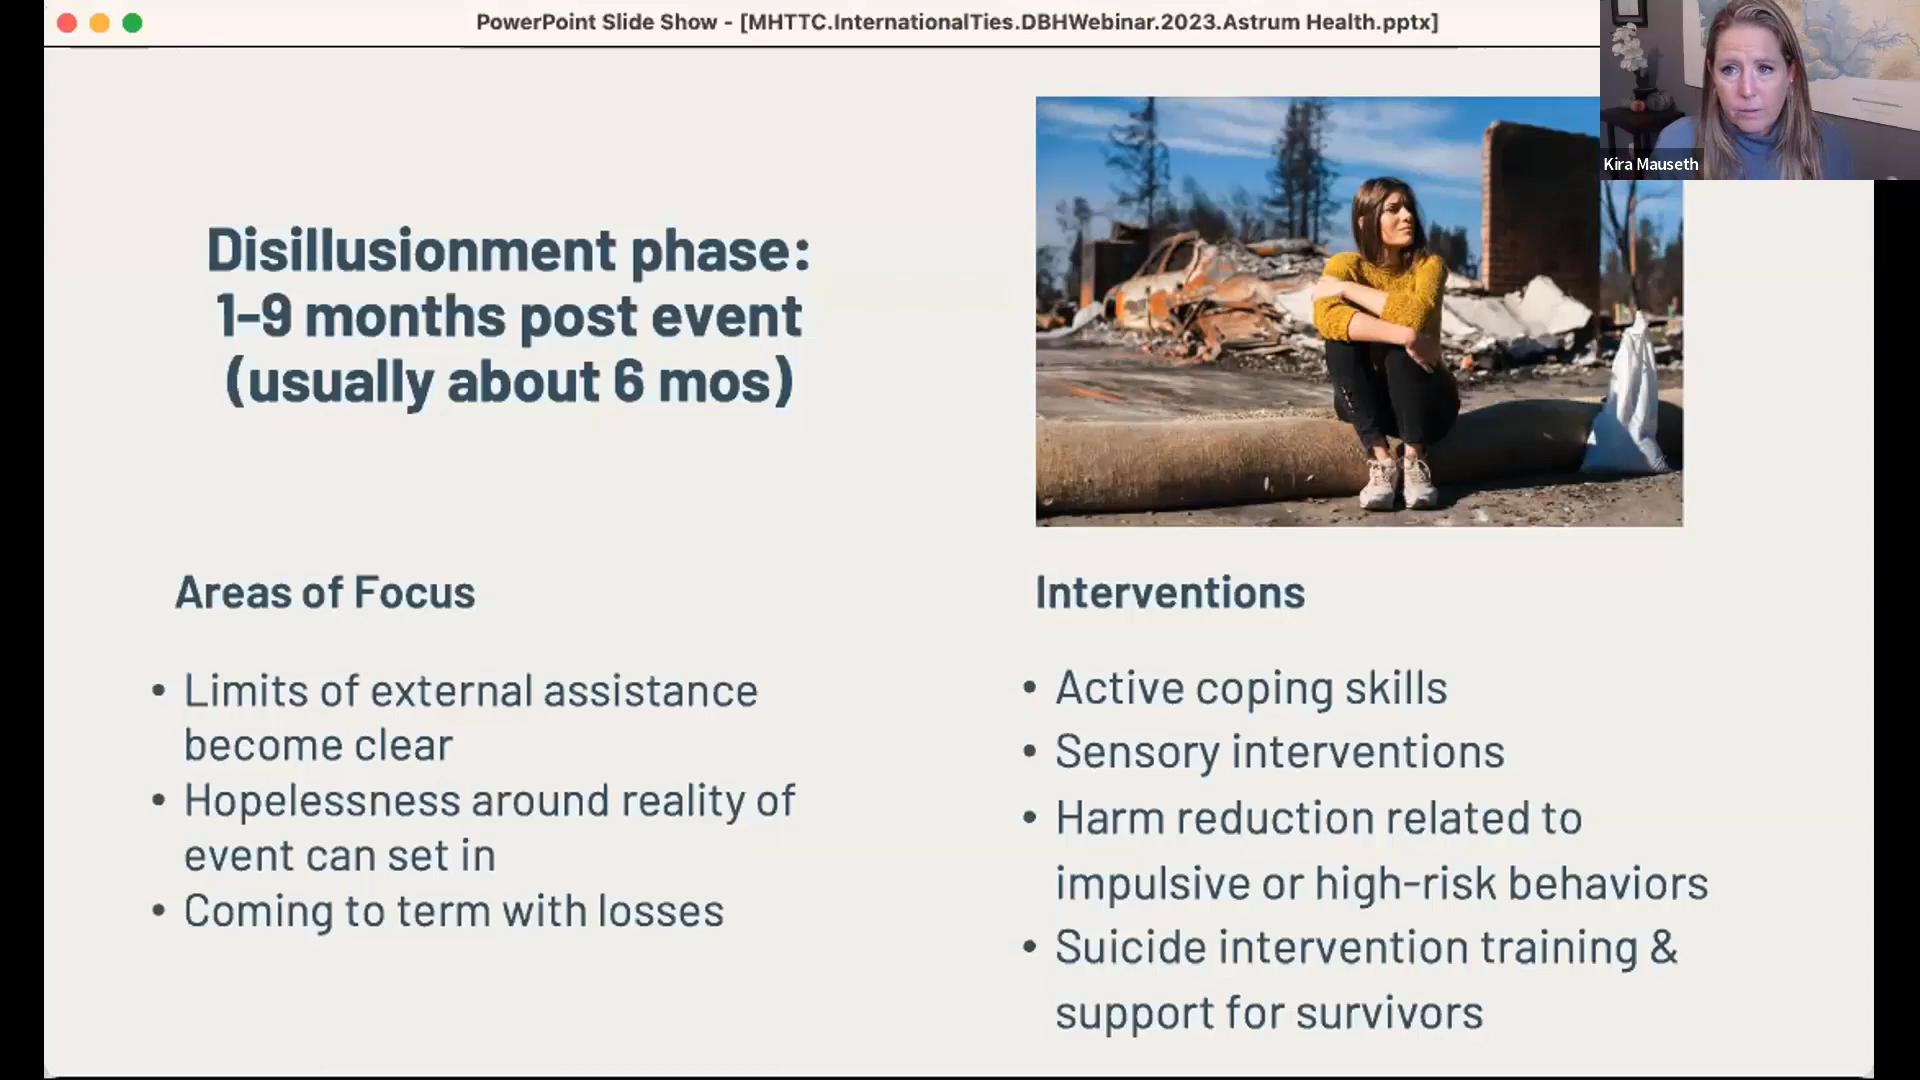 PowerPoint Slide Show - [MHTTC.InternationalTies.DBHWebinar.2023.Astrum Health.pptx]
Kira Mauseth
Disillusionment phase:
1-9 months post event
(usually about 6 mos)
Areas of Focus
• Limits of external assistance
become clear
• Hopelessness around reality of
event can set in
• Coming to term with losses
Interventions
• Active coping skills
• Sensory interventions
• Harm reduction related to
impulsive or high-risk behaviors
• Suicide intervention training &
support for survivors